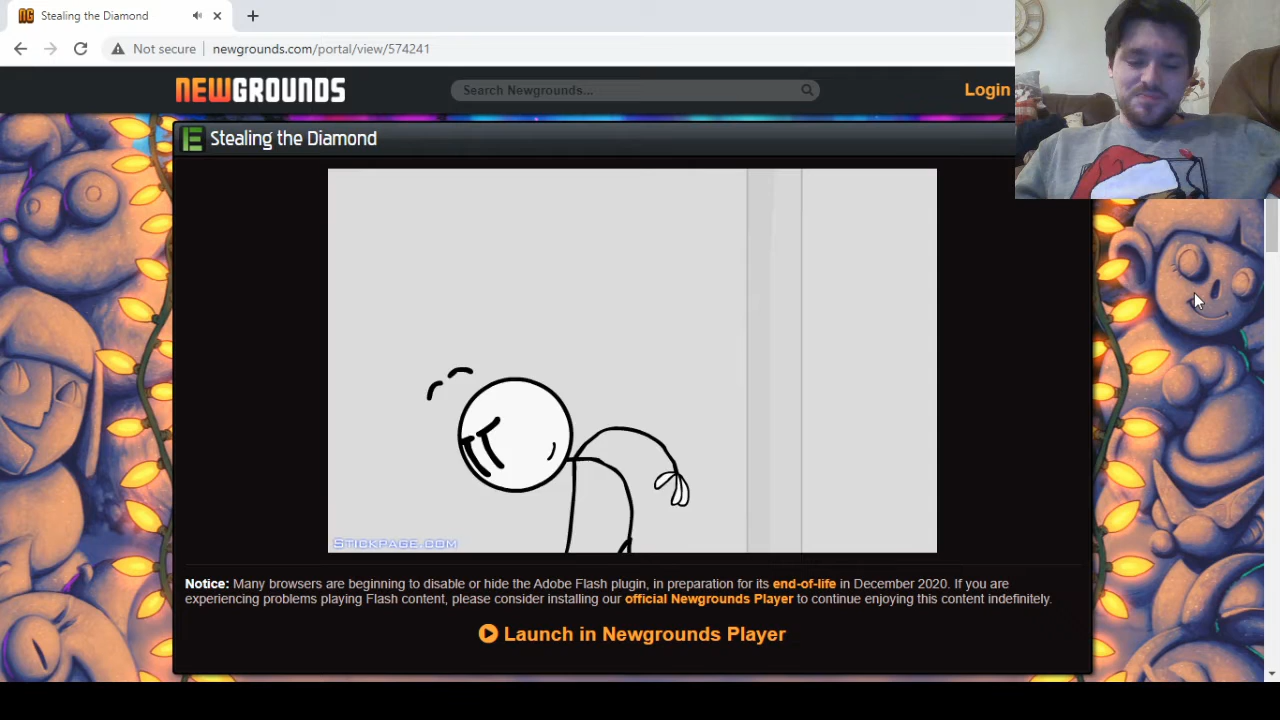 NG Stealing the Diamond
Not secure newgrounds.com/portal/view/574241
NEWGROUNDS Search Newgrounds... Login
E Stealing the Diamond
STICKPAGE.COM
Notice: Many browsers are beginning to disable or hide the Adobe Flash plugin, in preparation for its end-of-life in December 2020. If you are
experiencing problems playing Flash content, please consider installing our official Newgrounds Player to continue enjoying this content indefinitely.
Launch in Newgrounds Player